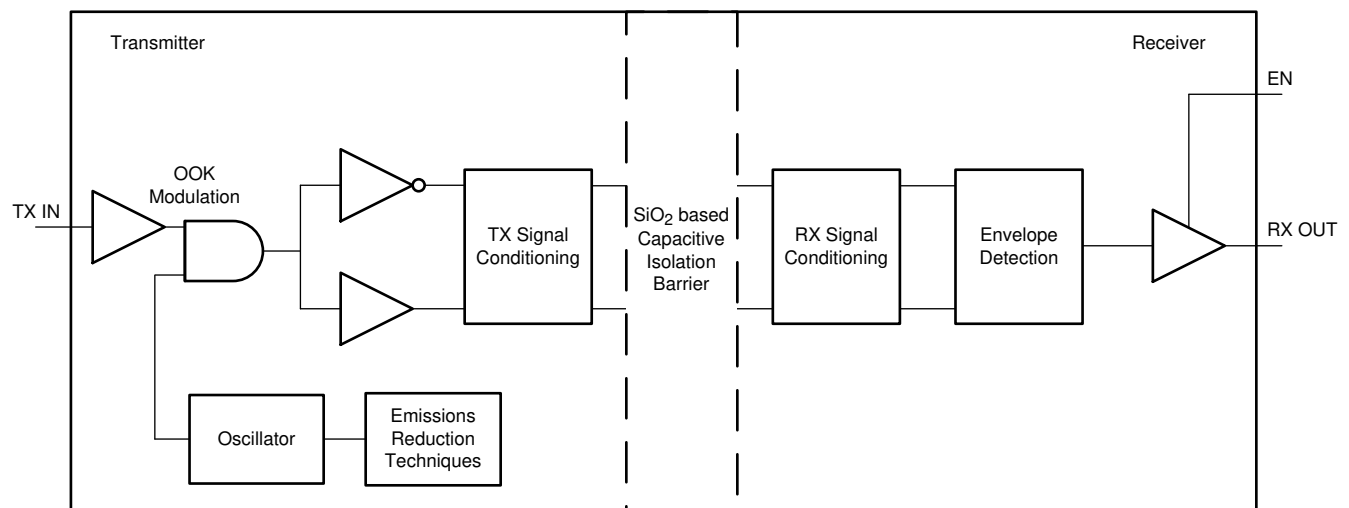 Transmitter
Receiver
EN
OOK
Modulation
TX IN
TX Signal
Conditioning
SiO2 based
Capacitive
Isolation
Barrier
RX Signal
Conditioning
Envelope
Detection
RX OUT
Oscillator
Emissions
Reduction
Techniques